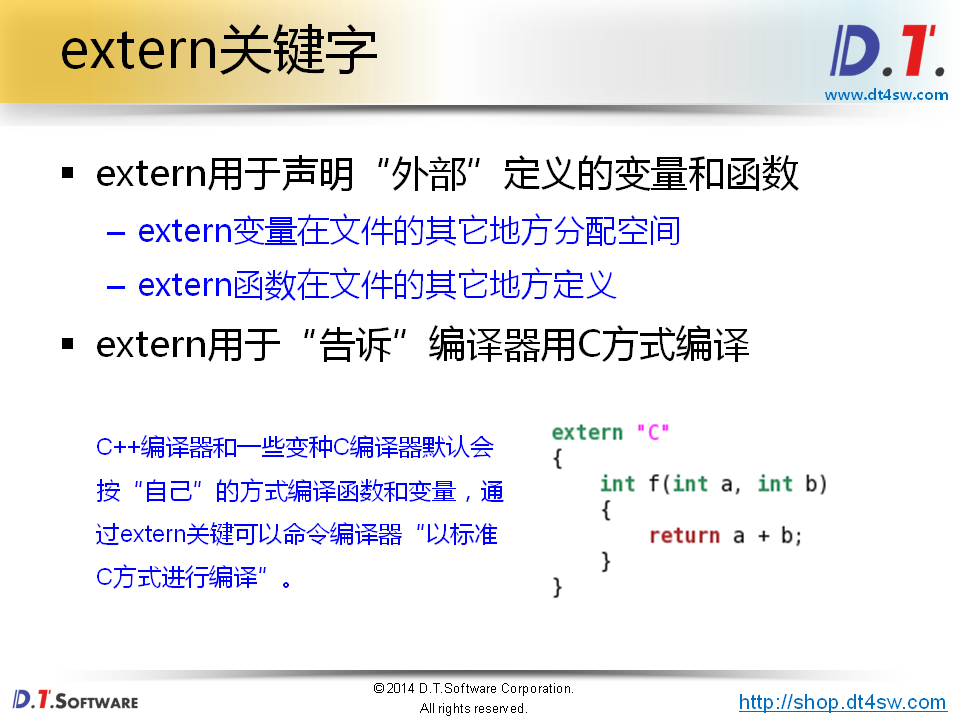 extern关键字
D.T.
www.dt4sw.com
▪ extern用于声明“外部”定义的变量和函数
– extern变量在文件的其它地方分配空间
– extern函数在文件的其它地方定义
▪ extern用于“告诉”编译器用C方式编译
C++编译器和一些变种C编译器默认会
按“自己”的方式编译函数和变量，通
过extern关键可以命令编译器“以标准
C方式进行编译”。
extern "C"
{
    int f(int a, int b)
    {
        return a + b;
    }
}
D.T.SOFTWARE
©2014 D.T.Software Corporation.
All rights reserved.
http://shop.dt4sw.com